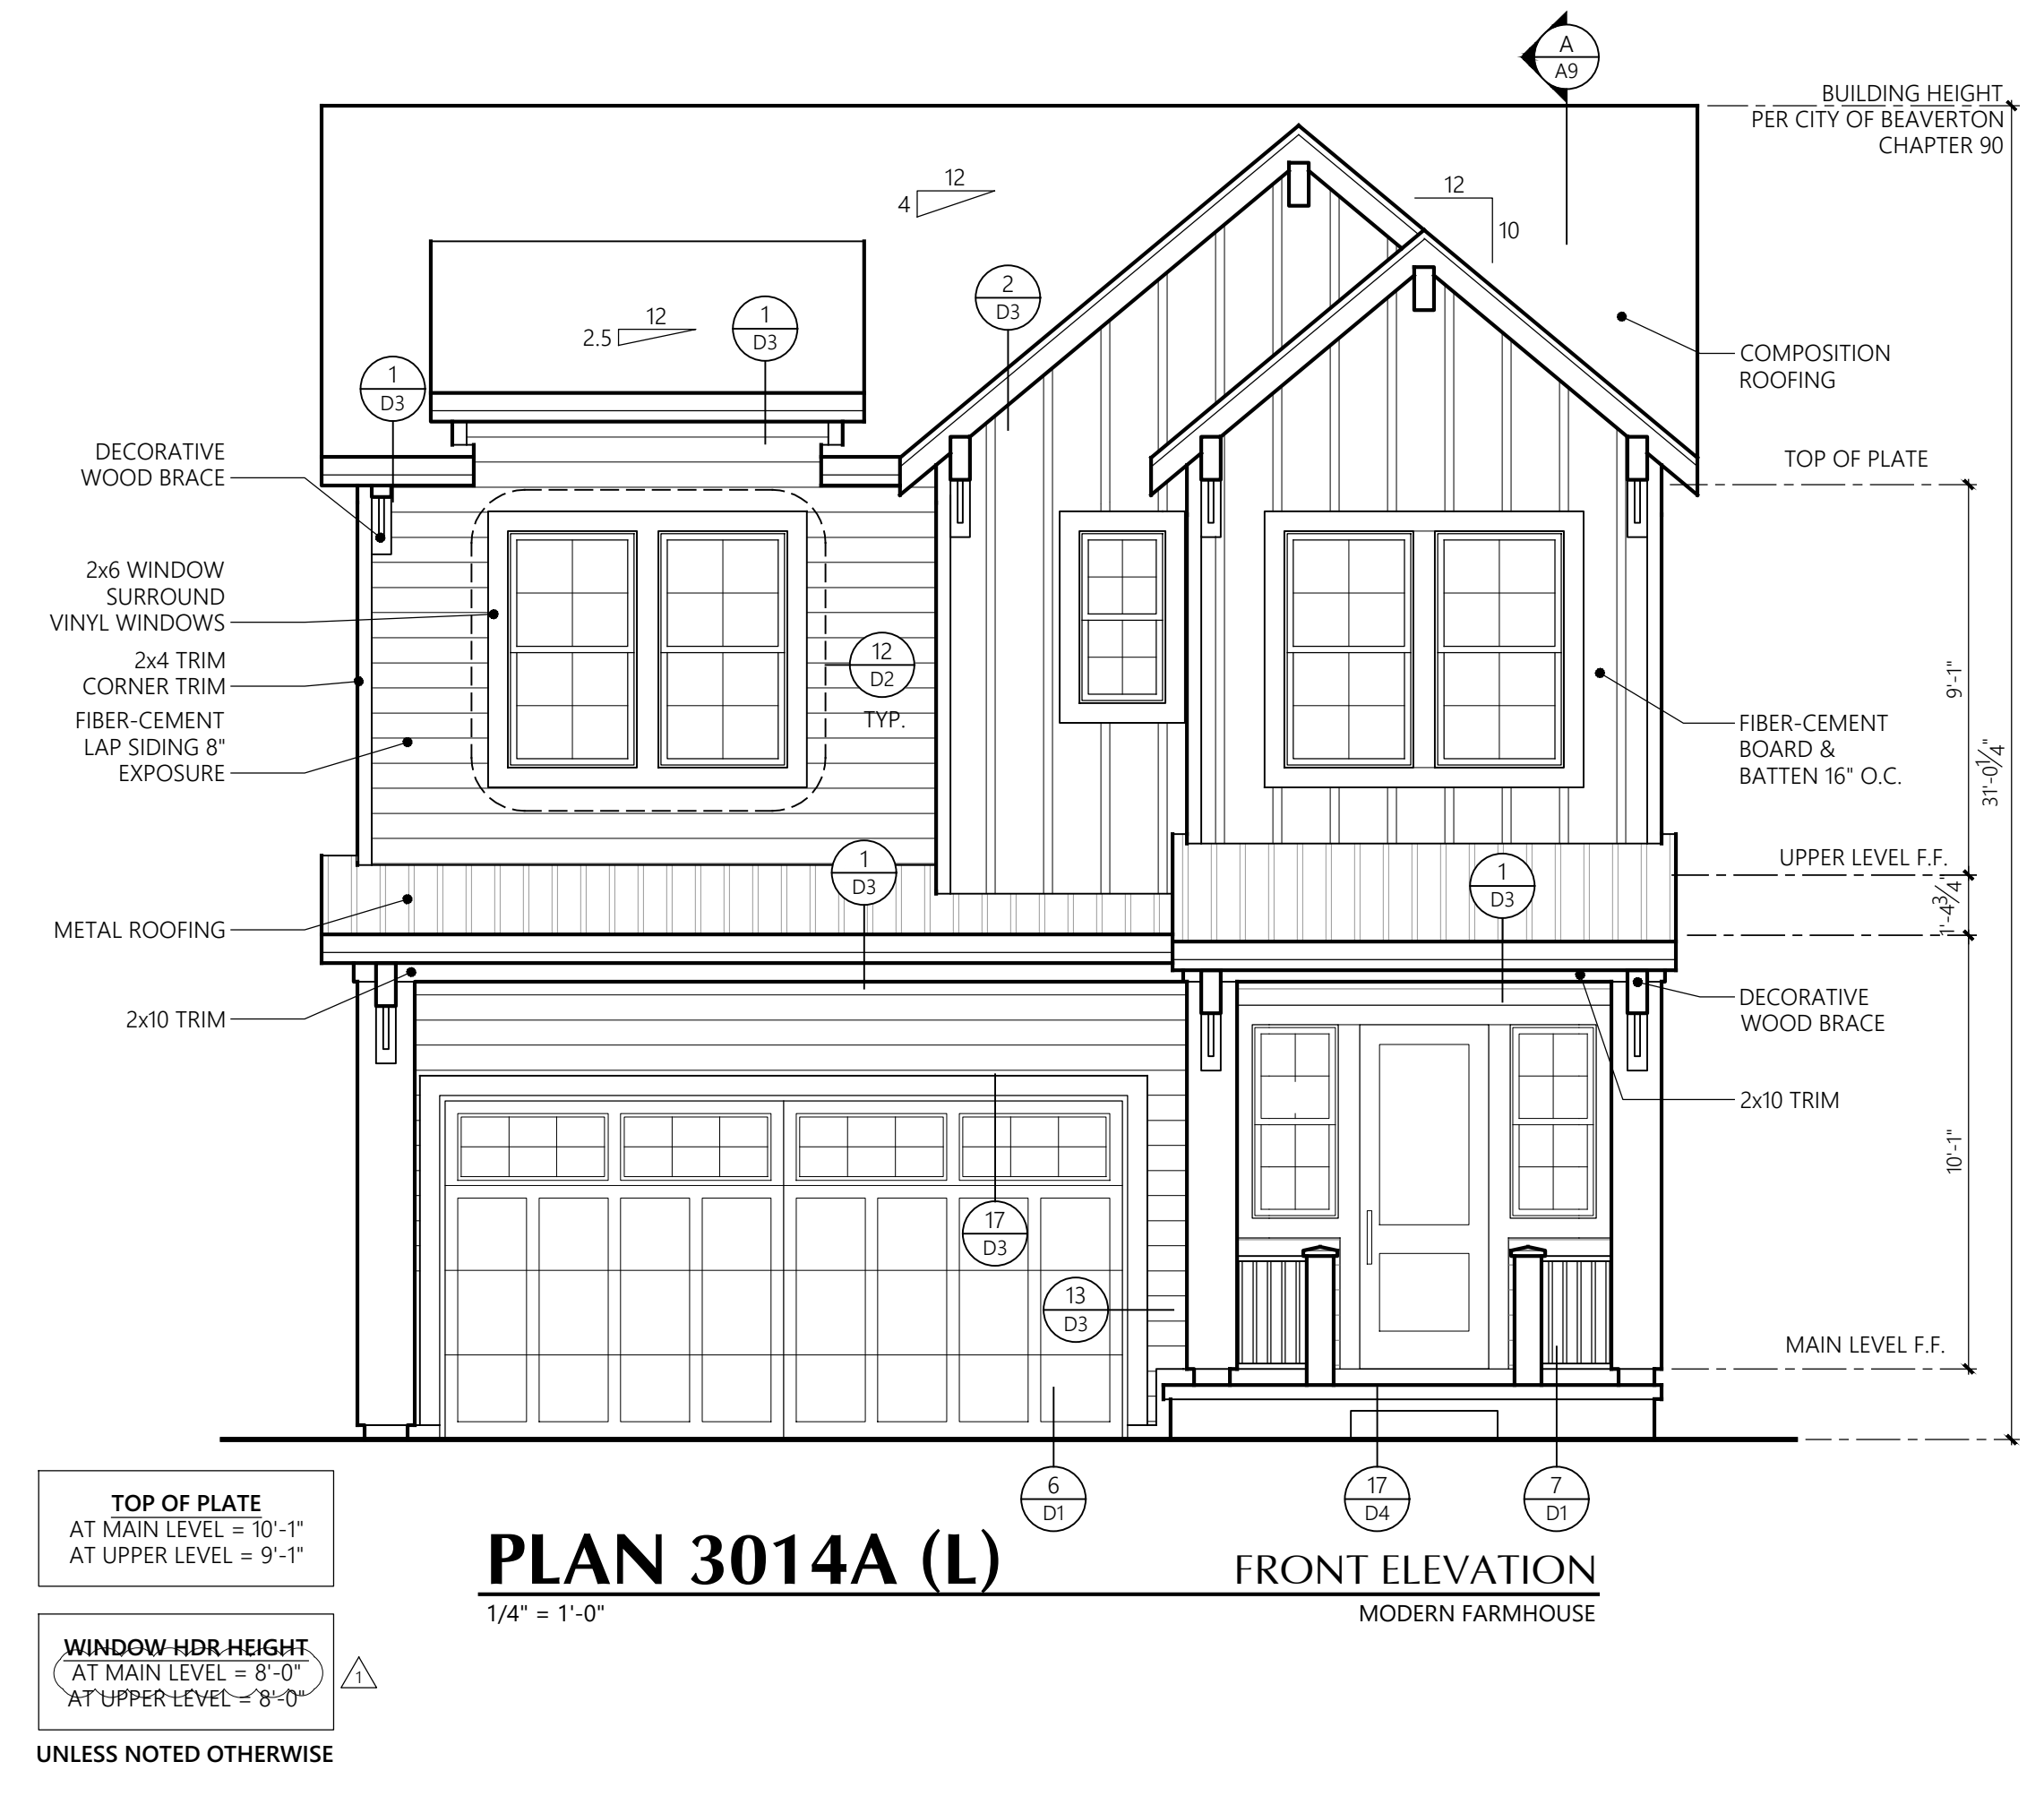 A
A9
BUILDING HEIGHT
PER CITY OF BEAVERTON
CHAPTER 90
12
4
12
10
2
D3
12
2.5
1
D3
1
D3
COMPOSITION
ROOFING
DECORATIVE
WOOD BRACE
TOP OF PLATE
2x6 WINDOW
SURROUND
VINYL WINDOWS
12
D2
TYP.
2x4 TRIM
CORNER TRIM
9'-1"
FIBER-CEMENT
LAP SIDING 8"
EXPOSURE
FIBER-CEMENT
BOARD &
BATTEN 16" O.C.
31'-0 1/4"
1
D3
1
D3
UPPER LEVEL F.F.
1'-4 3/4"
METAL ROOFING
2x10 TRIM
DECORATIVE
WOOD BRACE
2x10 TRIM
10'-1"
17
D3
13
D3
MAIN LEVEL F.F.
6
D1
17
D4
7
D1
TOP OF PLATE
AT MAIN LEVEL = 10'-1"
AT UPPER LEVEL = 9'-1"
PLAN 3014A (L)
FRONT ELEVATION
1/4" = 1'-0"
MODERN FARMHOUSE
WINDOW HDR HEIGHT
AT MAIN LEVEL = 8'-0"
AT UPPER LEVEL = 8'-0"
1
UNLESS NOTED OTHERWISE